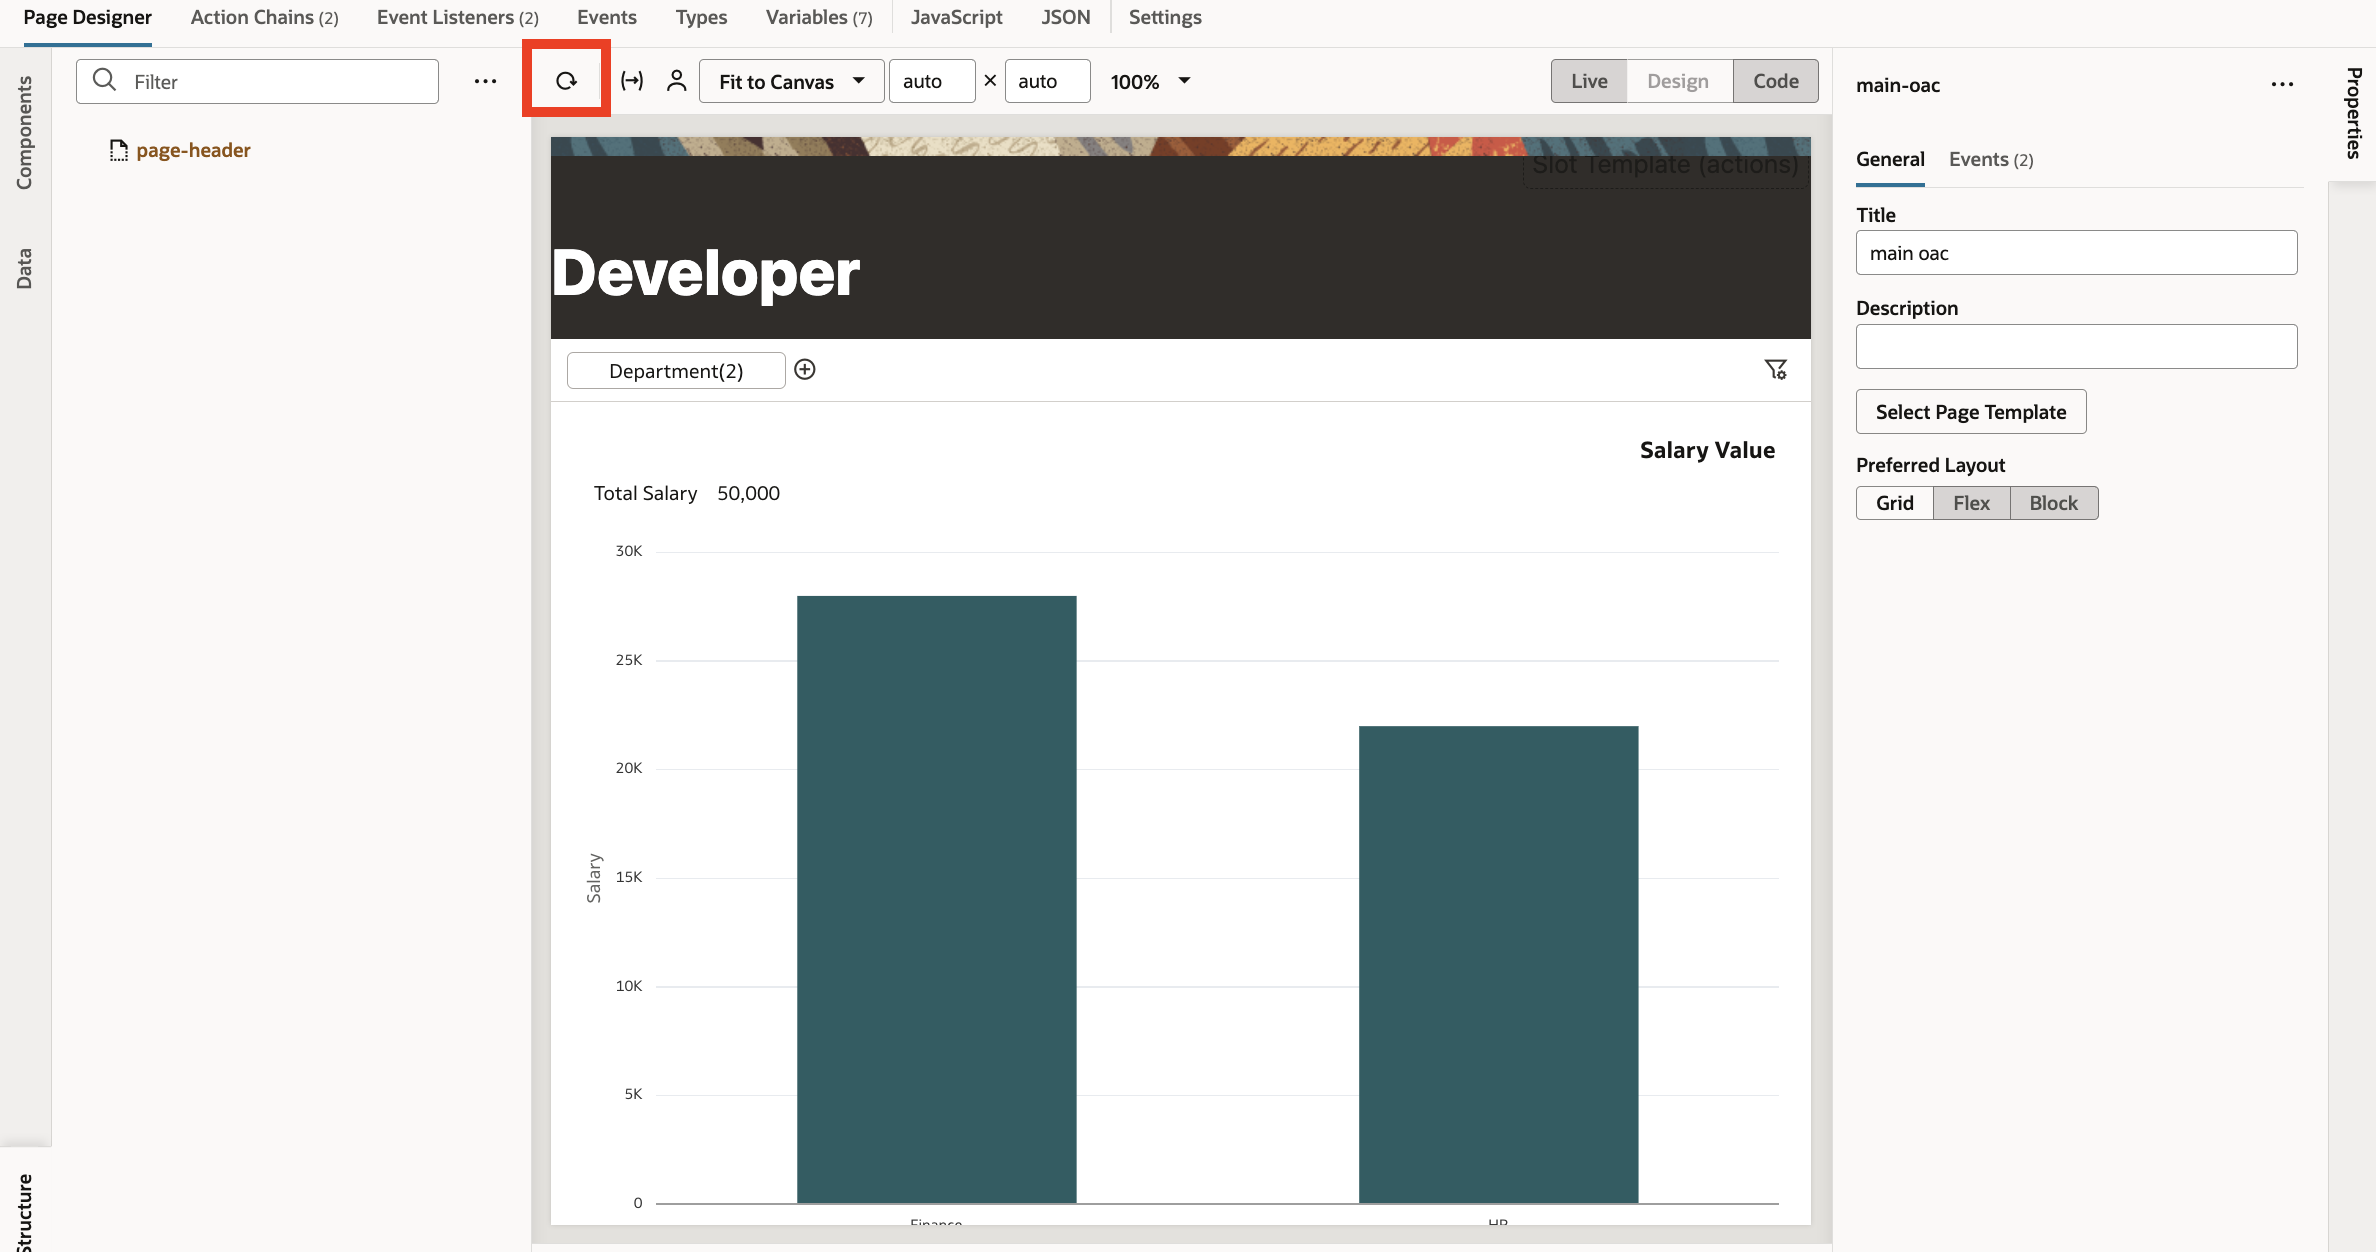 Page Designer
Action Chains (2)
Event Listeners (2)
Events
Types
Variables (7)
JavaScript
JSON
Settings
Components
Data
Structure
Filter
page-header
Fit to Canvas
auto
×
auto
100%
Live
Design
Code
Slot Template (actions)
Developer
Department(2)
Salary Value
Total Salary 50,000
30K
25K
20K
15K
10K
5K
0
Salary
Finance
HR
main-oac
General
Events (2)
Title
main oac
Description
Select Page Template
Preferred Layout
Grid
Flex
Block
Properties